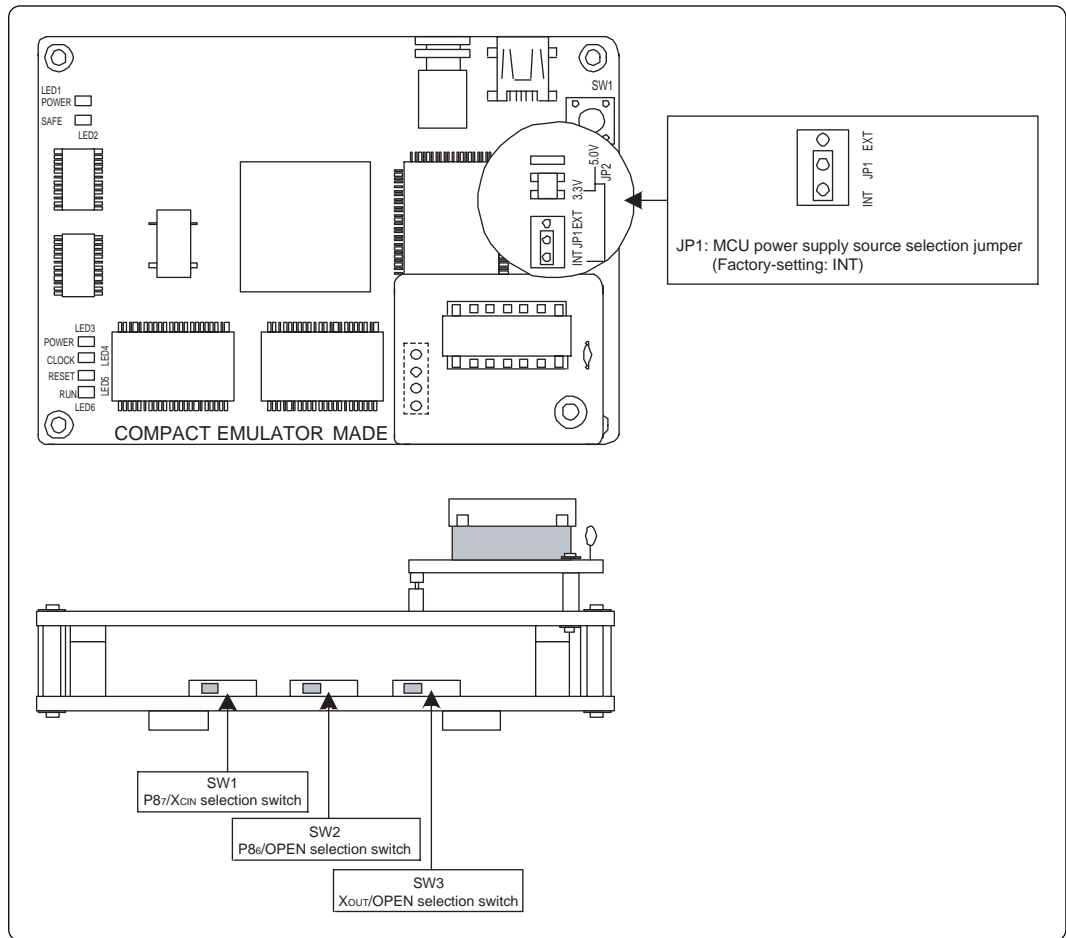 LED1
POWER
SAFE
LED2
SW1
5.0V
JP2
3.3V
INT JP1 EXT
INT JP1 EXT
JP1: MCU power supply source selection jumper
(Factory-setting: INT)
LED3
POWER
CLOCK
LED4
RESET
LED5
RUN
LED6
COMPACT EMULATOR MADE
SW1
P87/XCIN selection switch
SW2
P86/OPEN selection switch
SW3
XOUT/OPEN selection switch